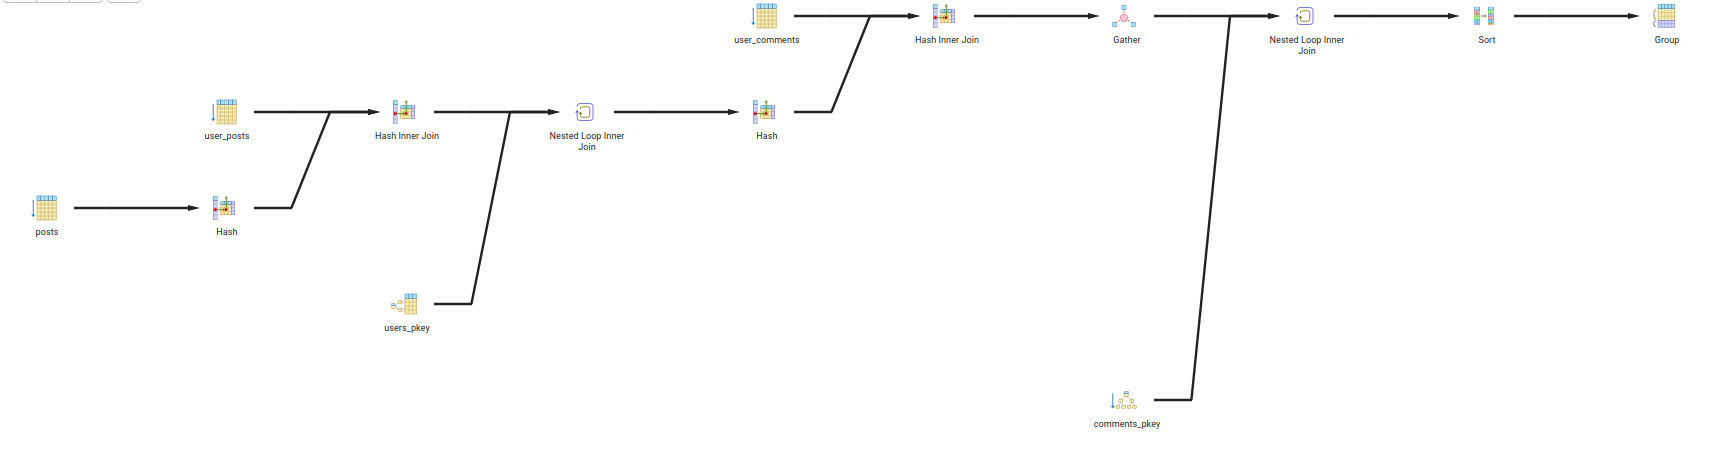 user_comments
Hash Inner Join
Gather
Nested Loop Inner
Join
Sort
Group
user_posts
Hash Inner Join
Nested Loop Inner
Join
Hash
posts
Hash
users_pkey
comments_pkey